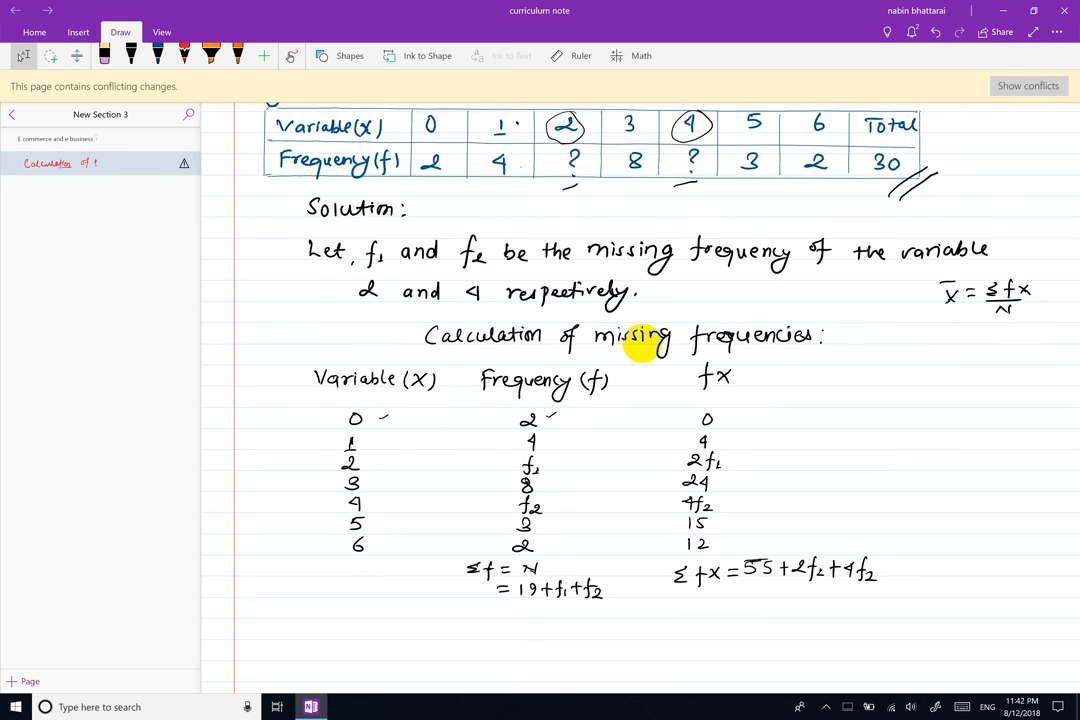 curriculum note
nabin bhattarai
Home Insert Draw View
Share
Shapes Ink to Shape Ink to Text Ruler Math
This page contains conflicting changes.
Show conflicts
New Section 3
E commerce and e business
Calculation of f
Variable(X) 0 1 2 3 4 5 6 Total
Frequency(f) 2 4 ? 8 ? 3 2 30
Solution:
Let, f1 and f2 be the missing frequency of the variable
2 and 4 respectively.
X̄ = Σfx/N
Calculation of missing frequencies:
Variable (X) Frequency (f) fX
0 2 0
1 4 4
2 f1 2f1
3 8 24
4 f2 4f2
5 3 15
6 2 12
Σf = N Σfx = 55+2f1+4f2
= 19+f1+f2
+ Page
Type here to search
ENG
11:42 PM
8/12/2018